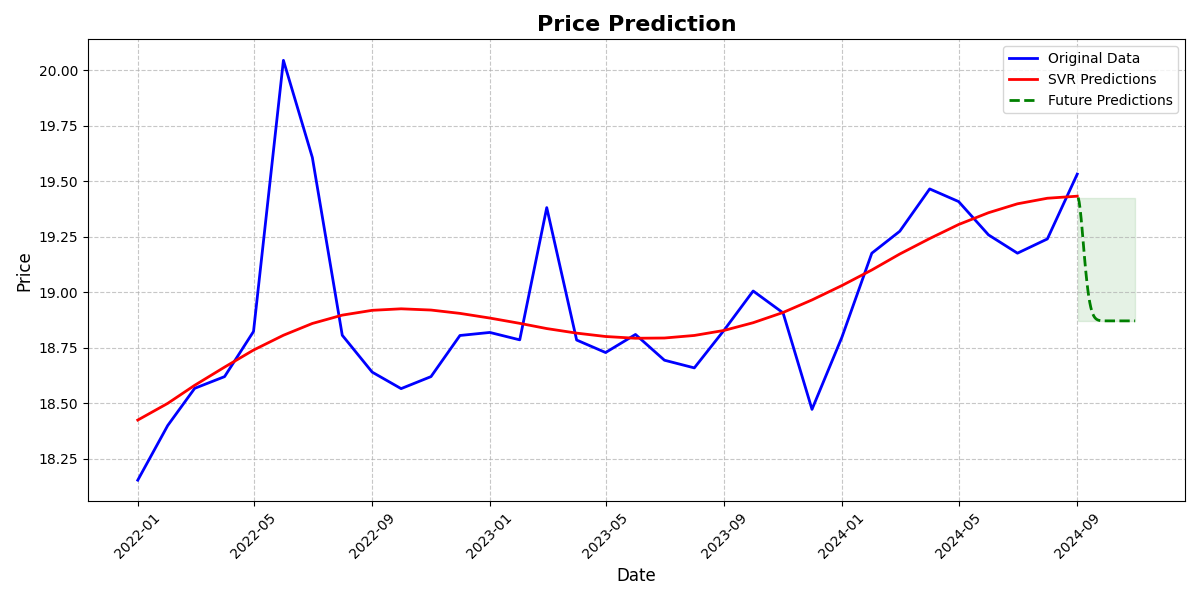 Price Prediction
Original Data
SVR Predictions
Future Predictions
Price
20.00
19.75
19.50
19.25
19.00
18.75
18.50
18.25
2022-01
2022-05
2022-09
2023-01
2023-05
2023-09
2024-01
2024-05
2024-09
Date